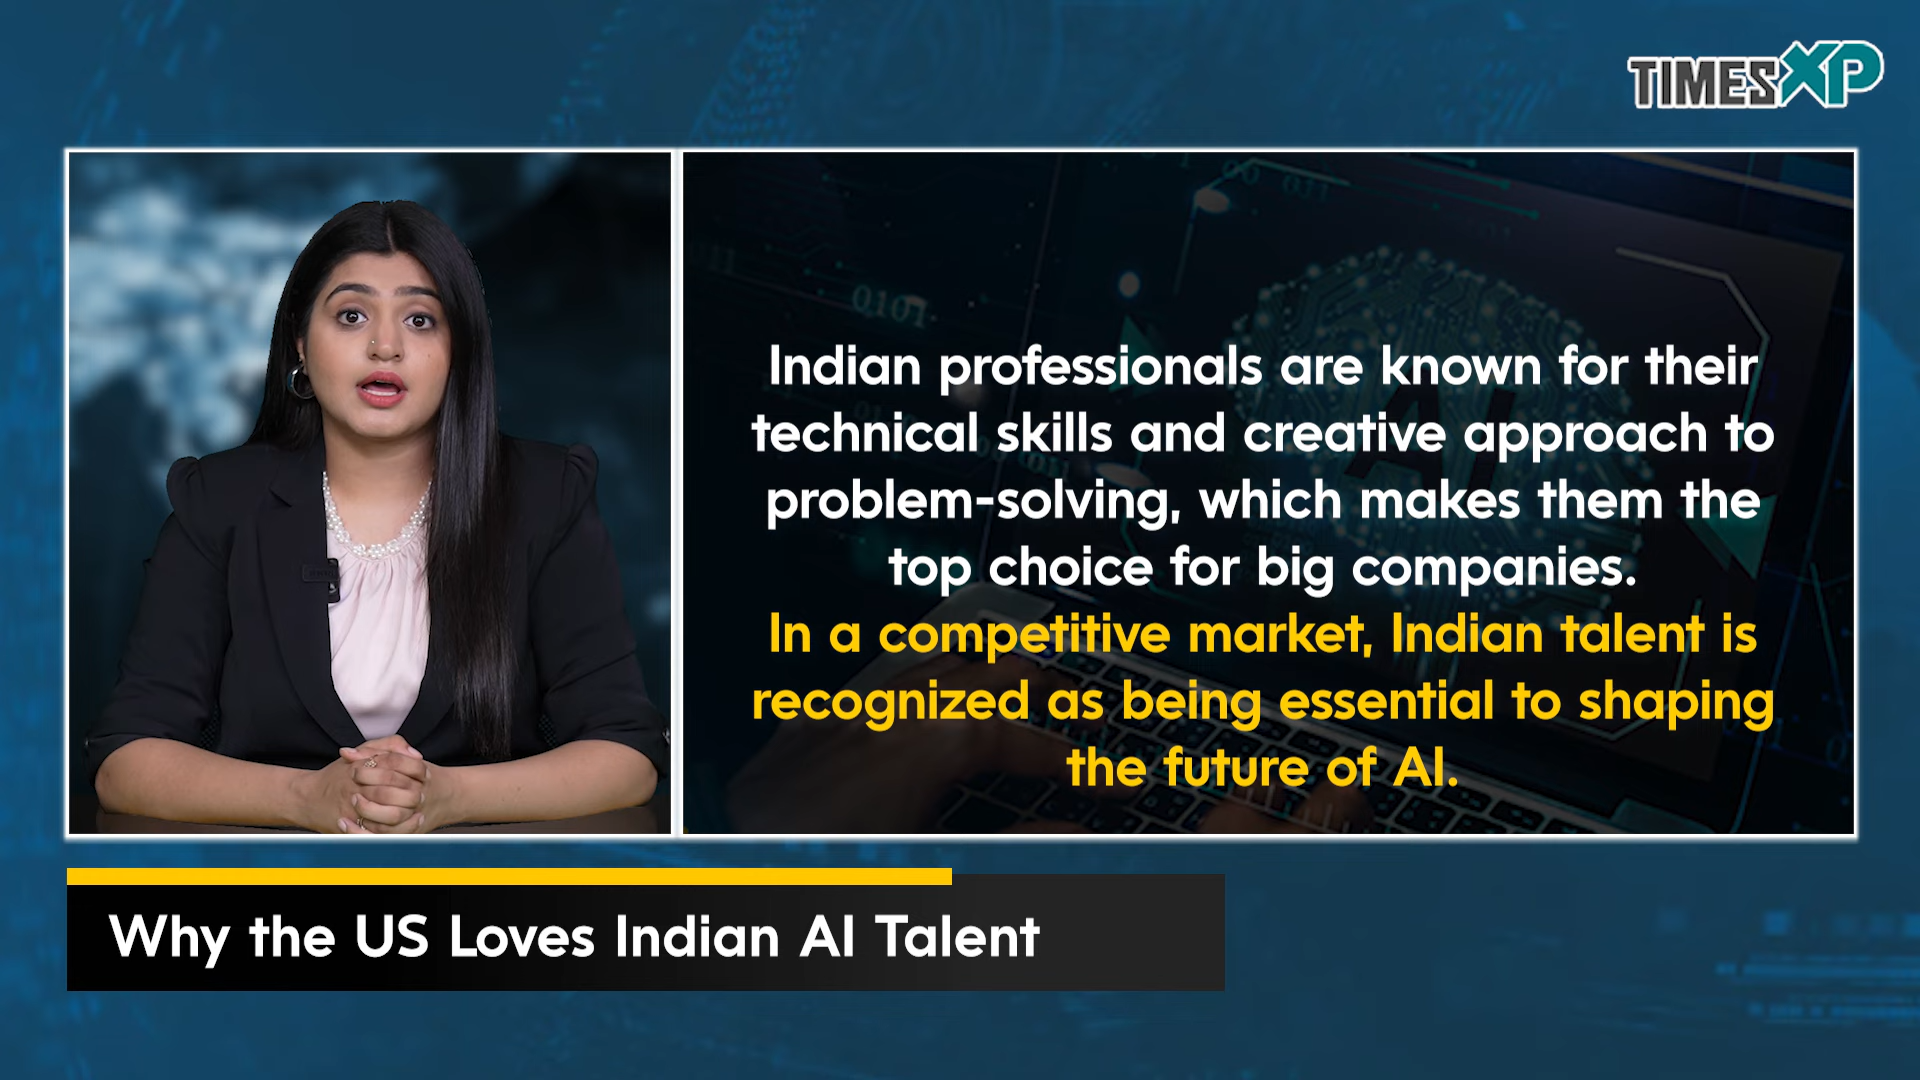 TIMESXP
Indian professionals are known for their
technical skills and creative approach to
problem-solving, which makes them the
top choice for big companies.
In a competitive market, Indian talent is
recognized as being essential to shaping
the future of AI.
0101
AI
Why the US Loves Indian AI Talent